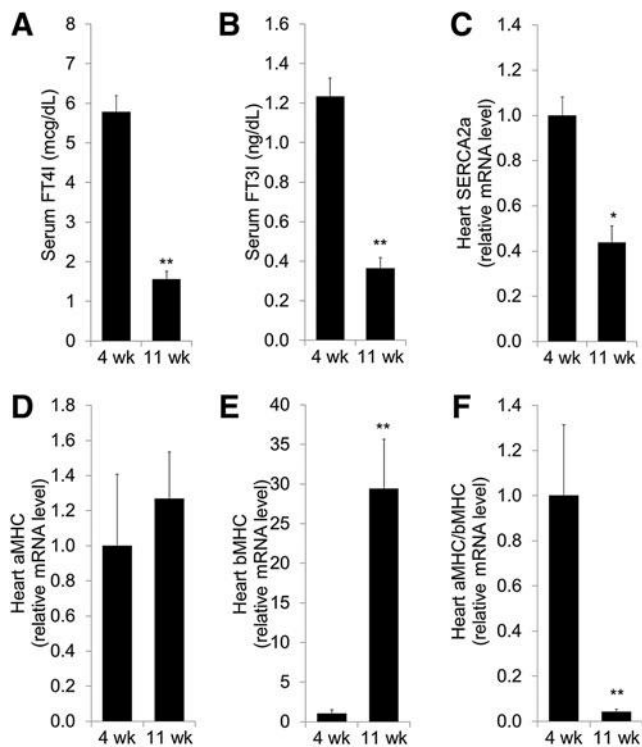 A
Serum FT4I (mcg/dL)
8
7
6
5
4
3
2
1
0
**
4 wk 11 wk
B
Serum FT3I (ng/dL)
1.6
1.4
1.2
1.0
0.8
0.6
0.4
0.2
0.0
**
4 wk 11 wk
C
Heart SERCA2a
(relative mRNA level)
1.4
1.2
1.0
0.8
0.6
0.4
0.2
0.0
*
4 wk 11 wk
D
Heart aMHC
(relative mRNA level)
1.8
1.6
1.4
1.2
1.0
0.8
0.6
0.4
0.2
0.0
4 wk 11 wk
E
Heart bMHC
(relative mRNA level)
40
35
30
25
20
15
10
5
0
**
4 wk 11 wk
F
Heart aMHC/bMHC
(relative mRNA level)
1.4
1.2
1.0
0.8
0.6
0.4
0.2
0.0
**
4 wk 11 wk